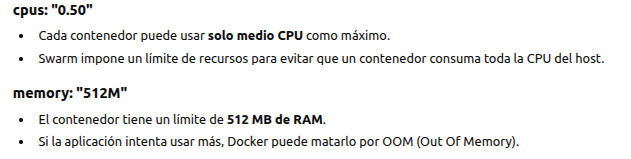 cpus: "0.50"
• Cada contenedor puede usar solo medio CPU como máximo.
• Swarm impone un límite de recursos para evitar que un contenedor consuma toda la CPU del host.
memory: "512M"
• El contenedor tiene un límite de 512 MB de RAM.
• Si la aplicación intenta usar más, Docker puede matarlo por OOM (Out Of Memory).